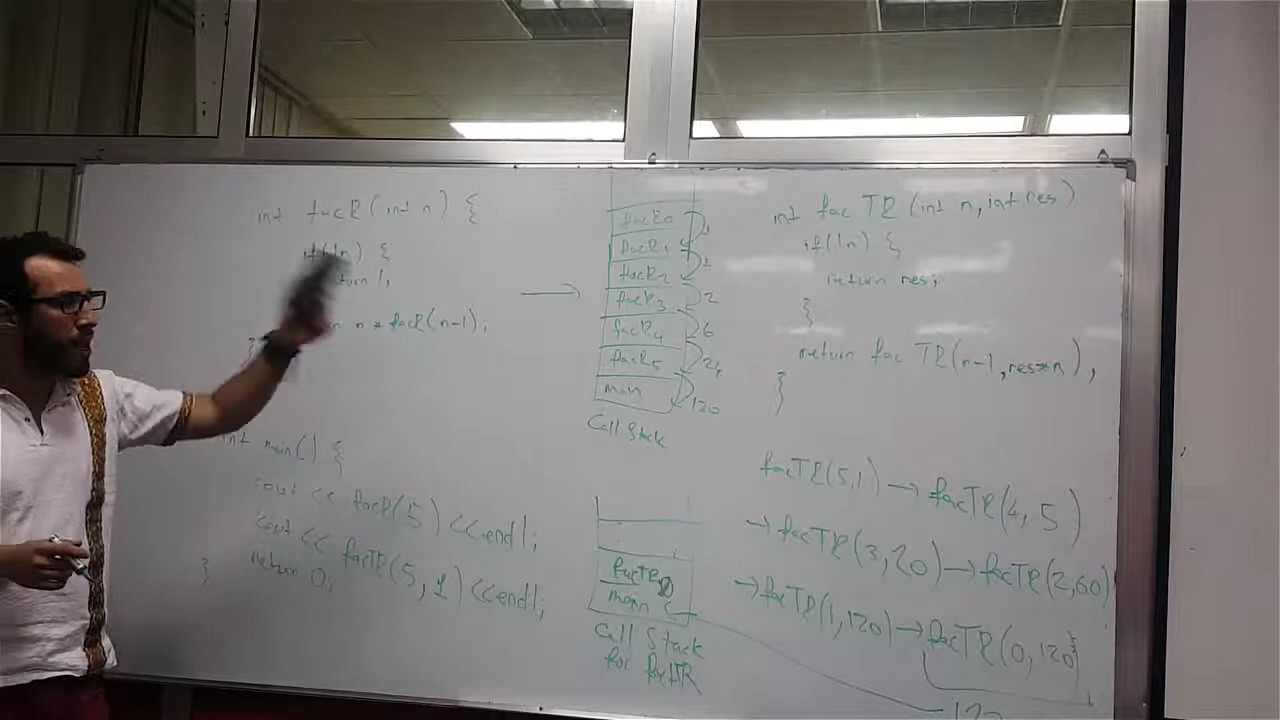 int facR(int n) {
if(!n) {
return 1;
n * facR(n-1);
}
int main() {
cout << facR(5) << endl;
cout << facTR(5, 1) << endl;
return 0;
}
facR0
1
facR1
1
facR2
facR3
2
facR4
6
facR5
24
main
120
Call Stack
facTR0
main
Call Stack
for facTR
int facTR (int n, int res)
if(!n) {
return res;
}
return facTR(n-1, res*n),
}
facTR(5,1) → facTR(4, 5)
→ facTR(3,20) → facTR(2,60)
→ facTR(1,120) → facTR(0,120)
120